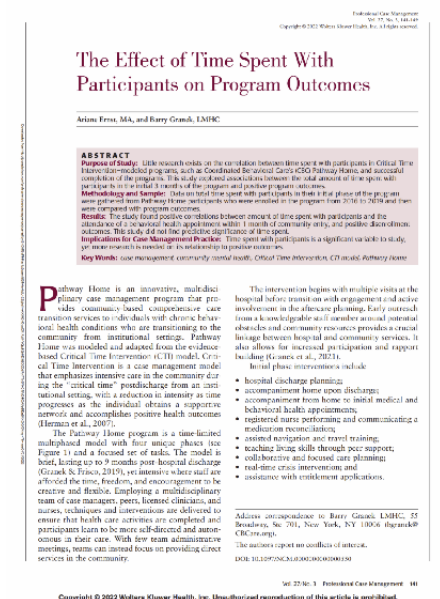 Professional Case Management
Vol. 27, No. 3, 141-149
Copyright © 2022 Wolters Kluwer Health, Inc. All rights reserved.
The Effect of Time Spent With
Participants on Program Outcomes
Ariana Ernst, MA, and Barry Granek, LMHC
ABSTRACT
Purpose of Study: Little research exists on the correlation between time spent with participants in Critical Time
Intervention–modeled programs, such as Coordinated Behavioral Care's (CBC) Pathway Home, and successful
completion of the programs. This study explored associations between the total amount of time spent with
participants in the initial 3 months of the program and positive program outcomes.
Methodology and Sample: Data on total time spent with participants in their initial phase of the program
were gathered from Pathway Home participants who were enrolled in the program from 2016 to 2019 and then
were compared with program outcomes.
Results: The study found positive correlations between amount of time spent with participants and the
attendance of a behavioral health appointment within 1 month of community entry, and positive disenrollment
outcomes. This study did not find predictive significance of time spent.
Implications for Case Management Practice: Time spent with participants is a significant variable to study,
yet more research is needed on its relationship to positive outcomes.
Key Words: case management, community mental health, Critical Time Intervention, CTI model, Pathway Home
Pathway Home is an innovative, multidisci-
plinary case management program that pro-
vides community-based comprehensive care
transition services to individuals with chronic behav-
ioral health conditions who are transitioning to the
community from institutional settings. Pathway
Home was modeled and adapted from the evidence-
based Critical Time Intervention (CTI) model. Criti-
cal Time Intervention is a case management model
that emphasizes intensive care in the community dur-
ing the "critical time" postdischarge from an insti-
tutional setting, with a reduction in intensity as time
progresses as the individual obtains a supportive
network and accomplishes positive health outcomes
(Herman et al., 2007).
The Pathway Home program is a time-limited
multiphased model with four unique phases (see
Figure 1) and a focused set of tasks. The model is
brief, lasting up to 9 months post-hospital discharge
(Granek & Frisco, 2019), yet intensive where staff are
afforded the time, freedom, and encouragement to be
creative and flexible. Employing a multidisciplinary
team of case managers, peers, licensed clinicians, and
nurses, techniques and interventions are delivered to
ensure that health care activities are completed and
participants learn to be more self-directed and auton-
omous in their care. With few team administrative
meetings, teams can instead focus on providing direct
services in the community.
The intervention begins with multiple visits at the
hospital before transition with engagement and active
involvement in the aftercare planning. Early outreach
from a knowledgeable staff member around potential
obstacles and community resources provides a crucial
linkage between hospital and community services. It
also allows for increased participation and rapport
building (Granek et al., 2021).
Initial phase interventions include
• hospital discharge planning;
• accompaniment home upon discharge;
• accompaniment from home to initial medical and
behavioral health appointments;
• registered nurse performing and communicating a
medication reconciliation;
• assisted navigation and travel training,
• teaching living skills through peer support;
• collaborative and focused care planning;
• real-time crisis intervention; and
• assistance with entitlement applications.
Address correspondence to Barry Granek LMHC, 55
Broadway, Ste 701, New York, NY 10006 (bgranek@
CBCare.org).
The authors report no conflicts of interest.
Vol. 27/No. 3 Professional Case Management 141
Copyright © 2022 Wolters Kluwer Health, Inc. Unauthorized reproduction of this article is prohibited.